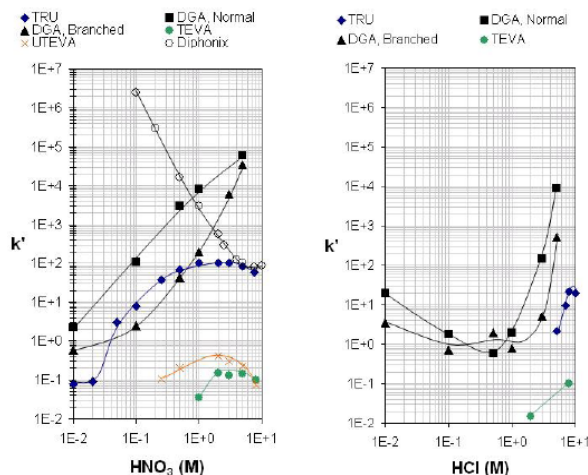 TRU
DGA, Normal
DGA, Branched
TEVA
UTEVA
Diphonix
1E+7
1E+6
1E+5
1E+4
1E+3
1E+2
1E+1
1E+0
1E-1
1E-2
k'
1E-2 1E-1 1E+0 1E+1
HNO₃ (M)
TRU
DGA, Normal
DGA, Branched
TEVA
1E+7
1E+6
1E+5
1E+4
1E+3
1E+2
1E+1
1E+0
1E-1
1E-2
k'
1E-2 1E-1 1E+0 1E+1
HCl (M)